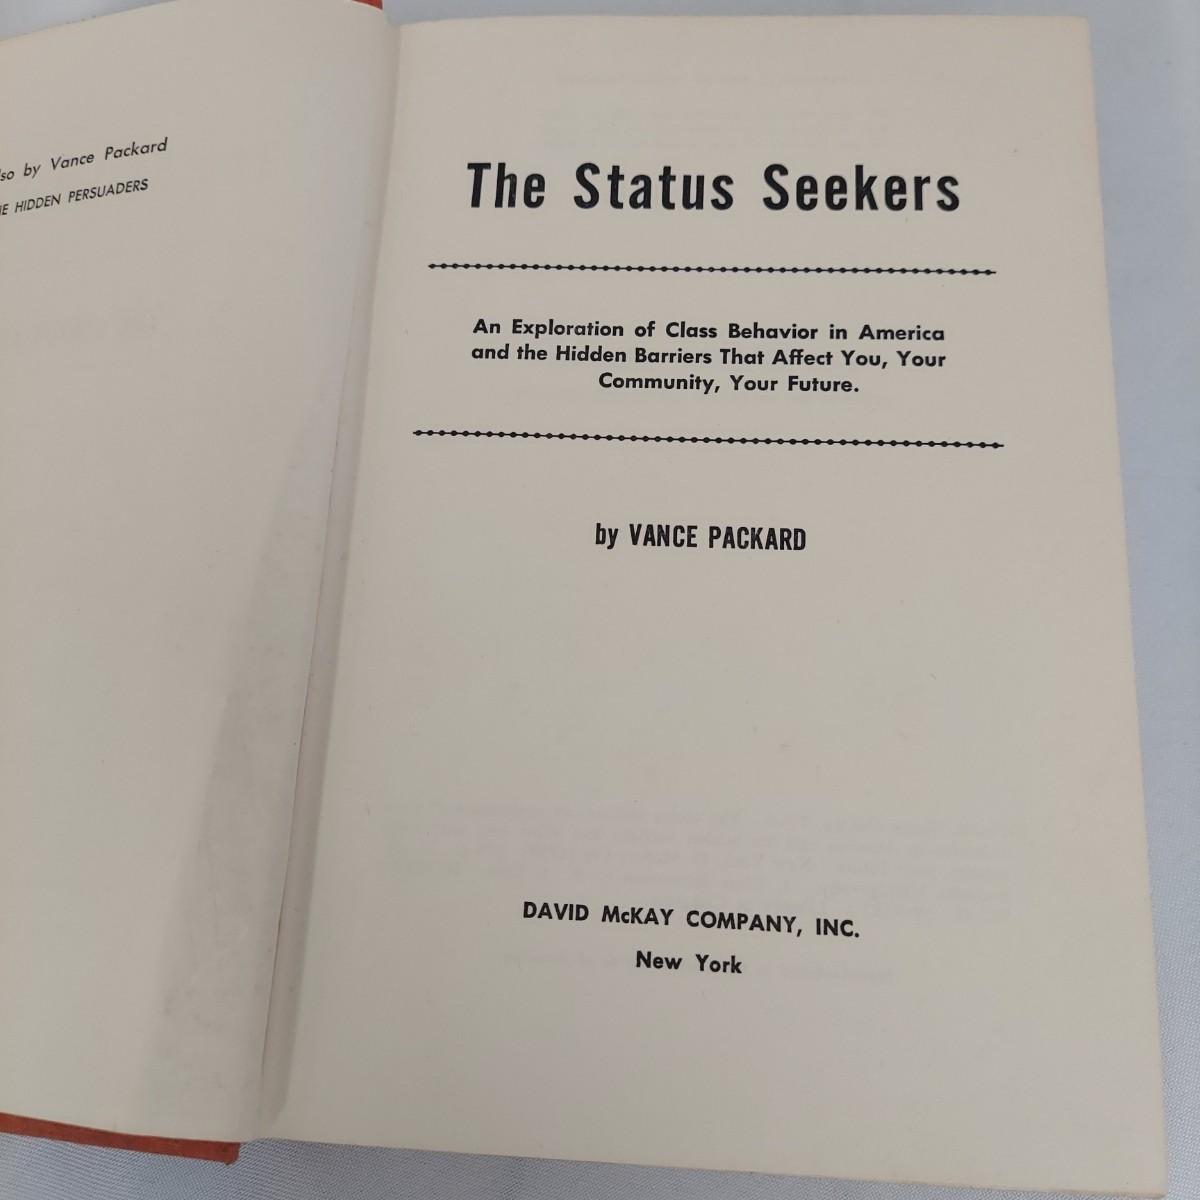 by Vance Packard
HIDDEN PERSUADERS
The Status Seekers
An Exploration of Class Behavior in America
and the Hidden Barriers That Affect You, Your
Community, Your Future.
by VANCE PACKARD
DAVID McKAY COMPANY, INC.
New York